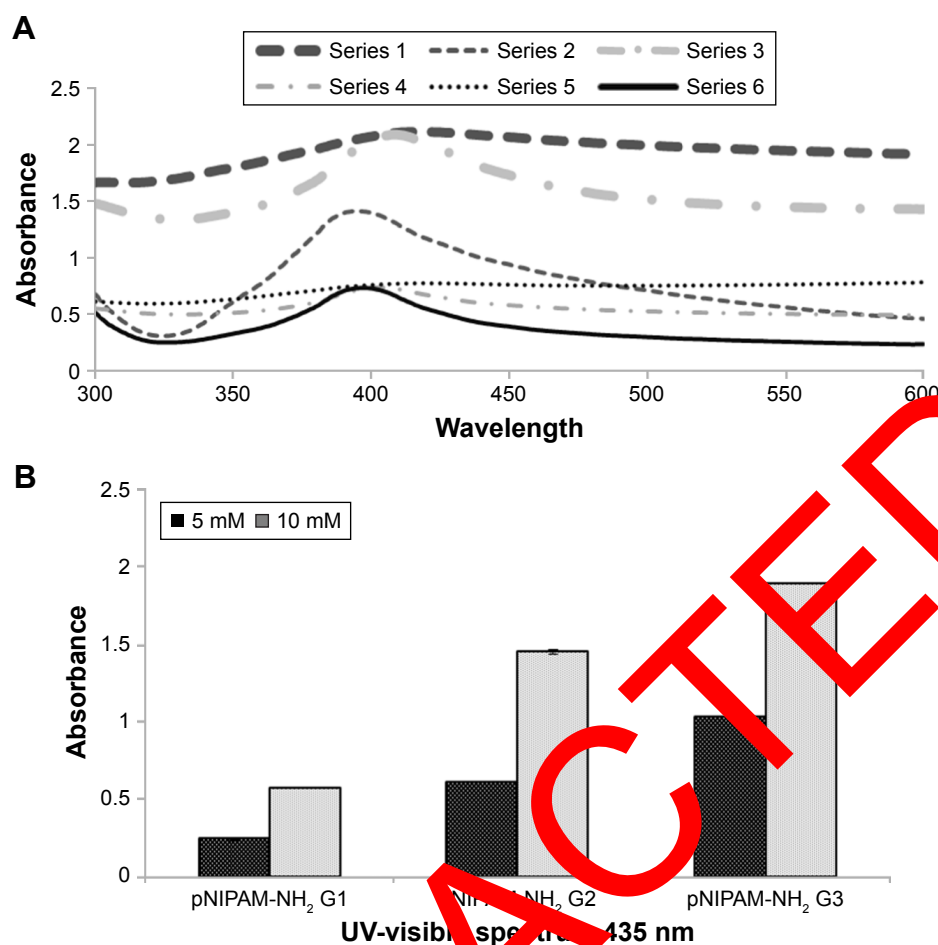 A
Series 1 Series 2 Series 3
Series 4 Series 5 Series 6
2.5
2
1.5
1
0.5
0
Absorbance
300 350 400 450 500 550 600
Wavelength
B
5 mM 10 mM
2.5
2
1.5
1
0.5
0
Absorbance
pNIPAM-NH₂ G1 NIPAM-NH₂ G2 pNIPAM-NH₂ G3
UV-visible 435 nm
ACTED